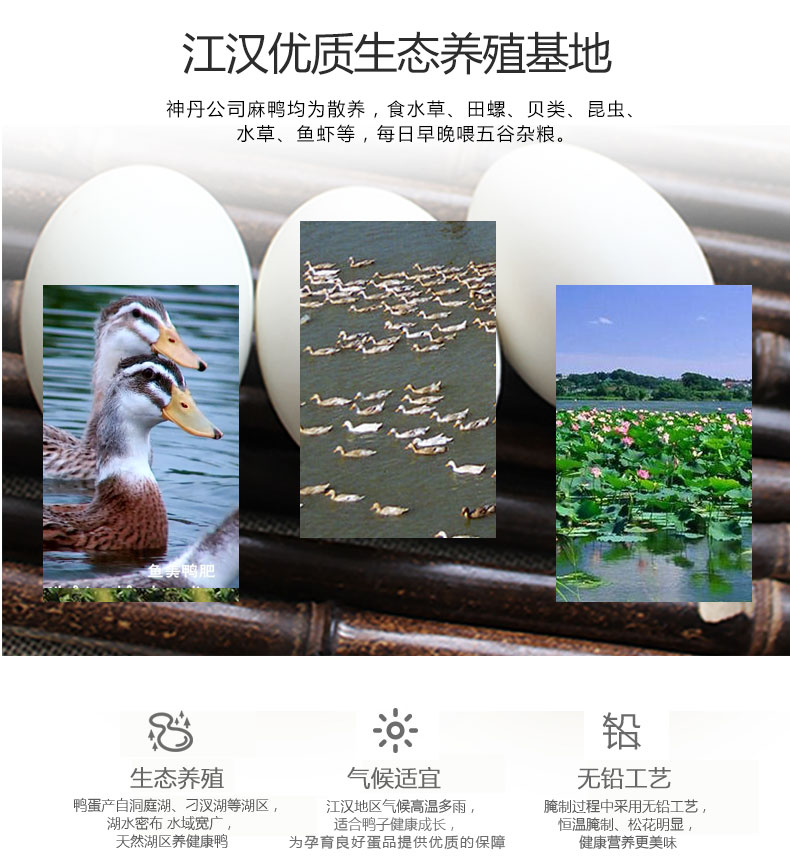 江汉优质生态养殖基地
神丹公司麻鸭均为散养，食水草、田螺、贝类、昆虫、
水草、鱼虾等，每日早晚喂五谷杂粮。
鱼美鸭肥
铅
生态养殖
气候适宜
无铅工艺
鸭蛋产自洞庭湖、刁汊湖等湖区，
湖水密布 水域宽广，
天然湖区养健康鸭
江汉地区气候高温多雨，
适合鸭子健康成长，
为孕育良好蛋品提供优质的保障
腌制过程中采用无铅工艺，
恒温腌制、松花明显，
健康营养更美味